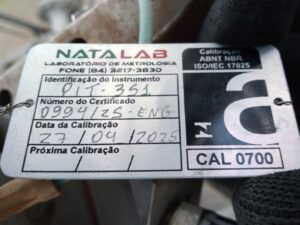 NATALAB
LABORATÓRIO DE METROLOGIA
FONE (84) 3217-3830
Identificação do Instrumento
PIT-351
Número do Certificado
0994/25-ENG
Data da Calibração
27/04/2025
Próxima Calibração
/ /
Calibração
ABNT NBR
ISO/IEC 17025
CAL 0700